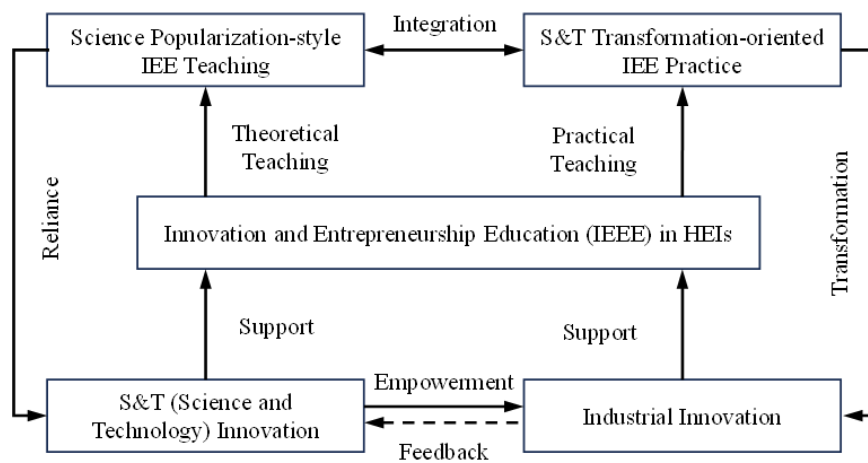 Science Popularization-style
IEE Teaching
Integration
S&T Transformation-oriented
IEE Practice
Theoretical
Teaching
Practical
Teaching
Reliance
Transformation
Innovation and Entrepreneurship Education (IEEE) in HEIs
Support
Support
S&T (Science and
Technology) Innovation
Empowerment
Feedback
Industrial Innovation